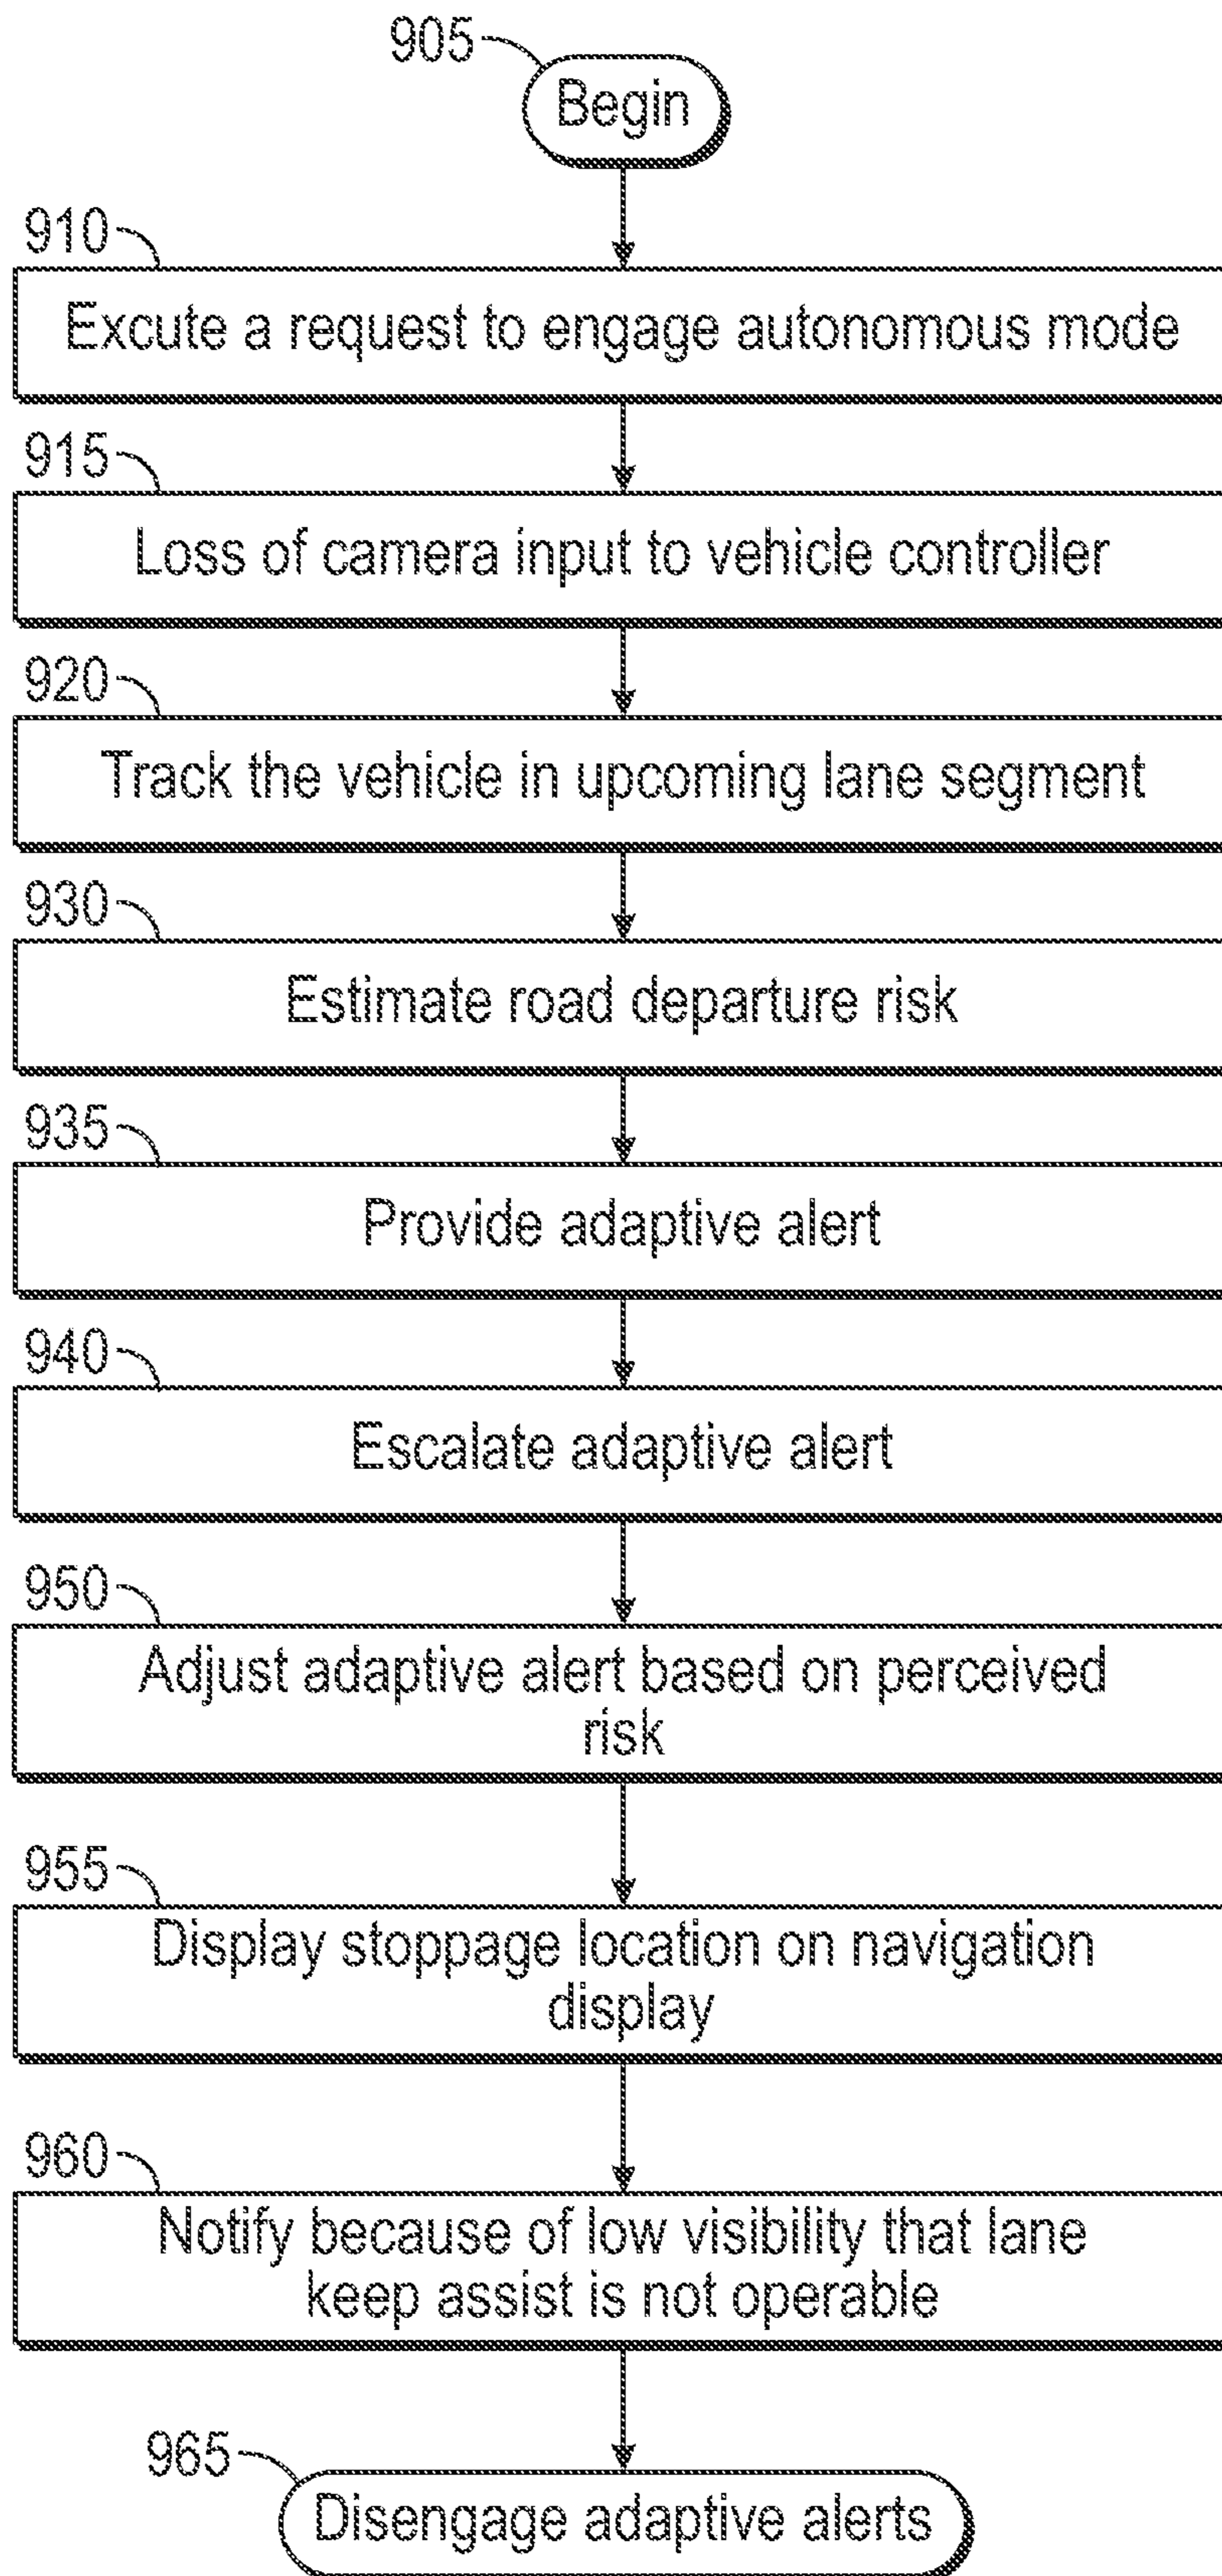 905
Begin
910
Excute a request to engage autonomous mode
915
Loss of camera input to vehicle controller
920
Track the vehicle in upcoming lane segment
930
Estimate road departure risk
935
Provide adaptive alert
940
Escalate adaptive alert
950
Adjust adaptive alert based on perceived
risk
955
Display stoppage location on navigation
display
960
Notify because of low visibility that lane
keep assist is not operable
965
Disengage adaptive alerts